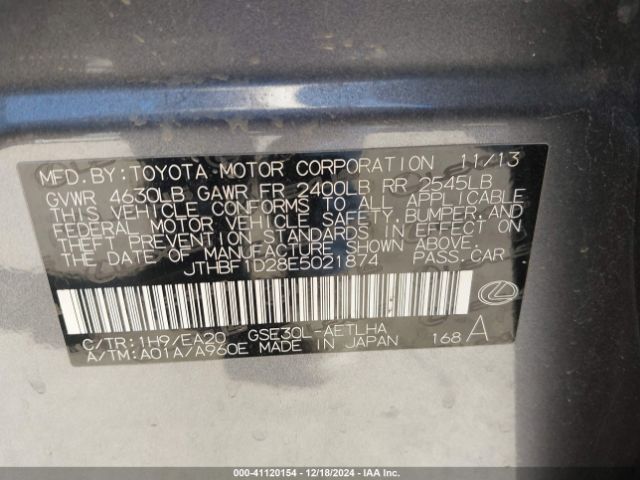 MFD.BY:TOYOTA MOTOR CORPORATION 11/13
GVWR 4630LB GAWR FR 2400LB RR 2545LB
THIS VEHICLE CONFORMS TO ALL APPLICABLE
FEDERAL MOTOR VEHICLE SAFETY,BUMPER,AND
THEFT PREVENTION STANDARDS IN EFFECT ON
THE DATE OF MANUFACTURE SHOWN ABOVE.
JTHBF1D28E5021874 PASS.CAR
C/TR:1H9/EA20 GSE30L-AETLHA
A/TM:A01A/A960E MADE IN JAPAN 168 A
000-41120154 - 12/18/2024 - IAA Inc.